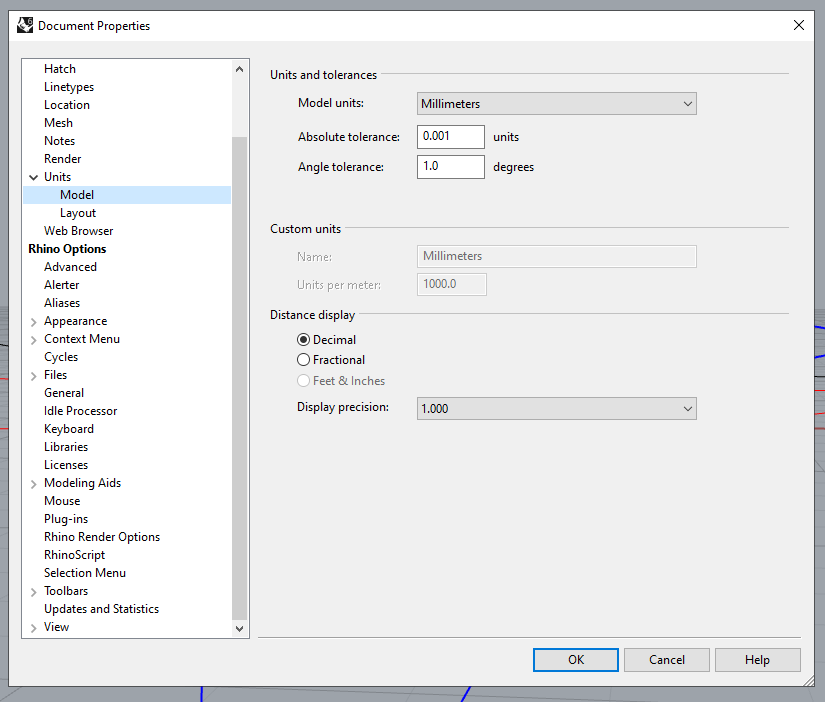 Document Properties
Hatch
Linetypes
Location
Mesh
Notes
Render
Units
Model
Layout
Web Browser
Rhino Options
Advanced
Alerter
Aliases
Appearance
Context Menu
Cycles
Files
General
Idle Processor
Keyboard
Libraries
Licenses
Modeling Aids
Mouse
Plug-ins
Rhino Render Options
RhinoScript
Selection Menu
Toolbars
Updates and Statistics
View
Units and tolerances
Model units: Millimeters
Absolute tolerance: 0.001 units
Angle tolerance: 1.0 degrees
Custom units
Name: Millimeters
Units per meter: 1000.0
Distance display
Decimal
Fractional
Feet & Inches
Display precision: 1.000
OK Cancel Help